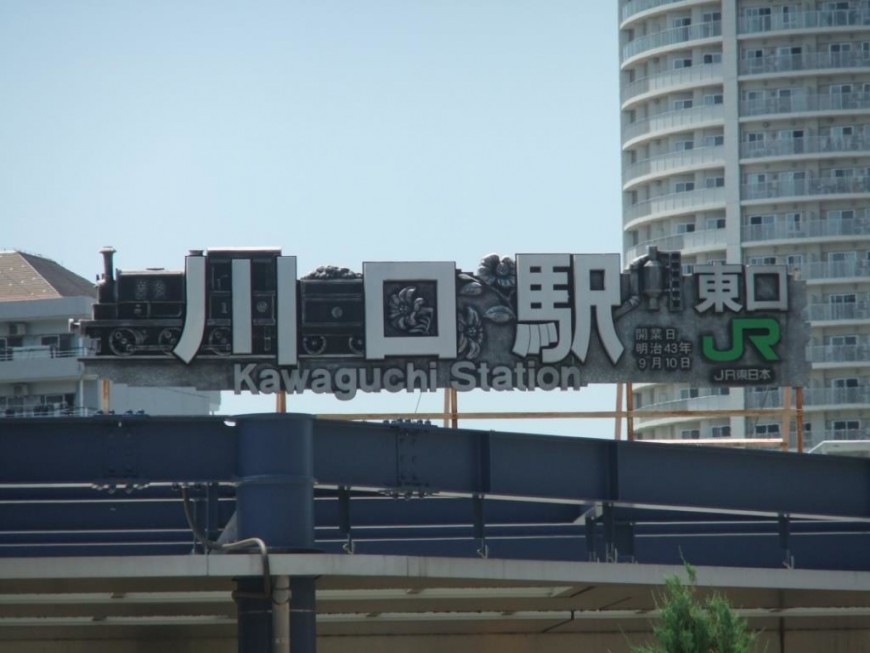 川口駅 東口
開業日
明治43年
9月10日
JR
JR東日本
Kawaguchi Station